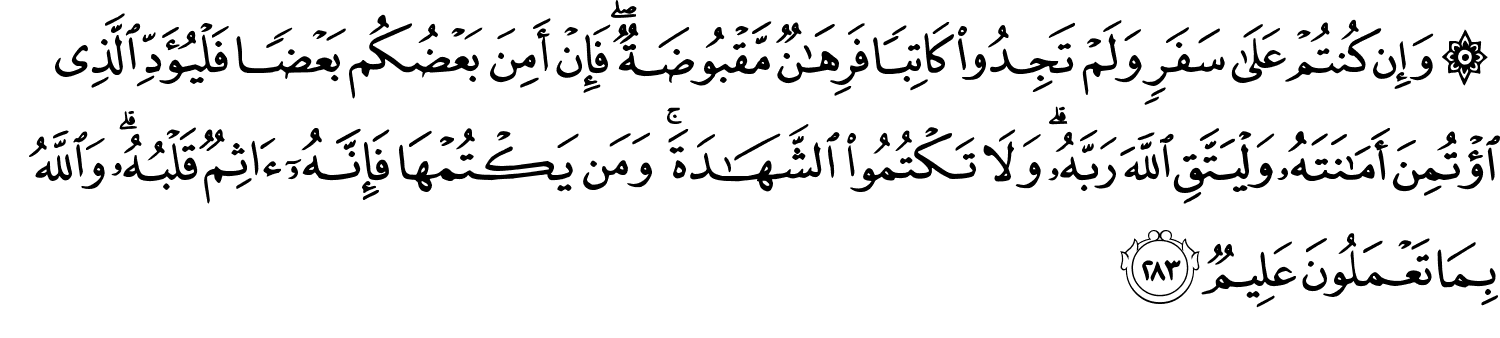 ۞ وَإِن كُنتُمْ عَلَىٰ سَفَرٍ وَلَمْ تَجِدُوا۟ كَاتِبًا فَرِهَـٰنٌ مَّقْبُوضَةٌ ۖ فَإِنْ أَمِنَ بَعْضُكُم بَعْضًا فَلْيُؤَدِّ ٱلَّذِى
ٱؤْتُمِنَ أَمَـٰنَتَهُۥ وَلْيَتَّقِ ٱللَّهَ رَبَّهُۥ ۗ وَلَا تَكْتُمُوا۟ ٱلشَّهَـٰدَةَ ۚ وَمَن يَكْتُمْهَا فَإِنَّهُۥٓ ءَاثِمٌ قَلْبُهُۥ ۗ وَٱللَّهُ
بِمَا تَعْمَلُونَ عَلِيمٌ ٢٨٣